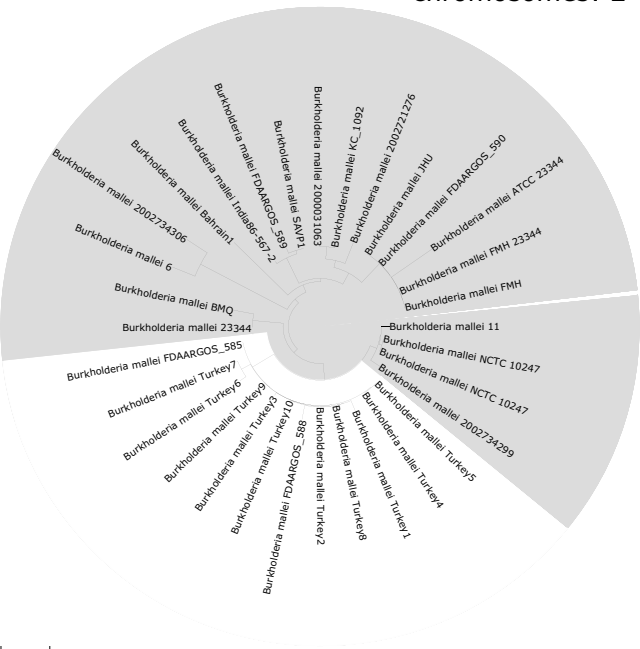 Burkholderia mallei 11
Burkholderia mallei FMH
Burkholderia mallei FMH 23344
Burkholderia mallei ATCC 23344
Burkholderia mallei FDAARGOS_590
Burkholderia mallei JHU
Burkholderia mallei 2002721276
Burkholderia mallei KC_1092
Burkholderia mallei 2000031063
Burkholderia mallei SAVP1
Burkholderia mallei FDAARGOS_589
Burkholderia mallei India86-567-2
Burkholderia mallei Bahrain1
Burkholderia mallei 2002734306
Burkholderia mallei 6
Burkholderia mallei BMQ
Burkholderia mallei 23344
Burkholderia mallei FDAARGOS_585
Burkholderia mallei Turkey7
Burkholderia mallei Turkey6
Burkholderia mallei Turkey9
Burkholderia mallei Turkey3
Burkholderia mallei Turkey10
Burkholderia mallei FDAARGOS_588
Burkholderia mallei Turkey2
Burkholderia mallei Turkey8
Burkholderia mallei Turkey1
Burkholderia mallei Turkey4
Burkholderia mallei Turkey5
Burkholderia mallei 2002734299
Burkholderia mallei NCTC 10247
Burkholderia mallei NCTC 10247